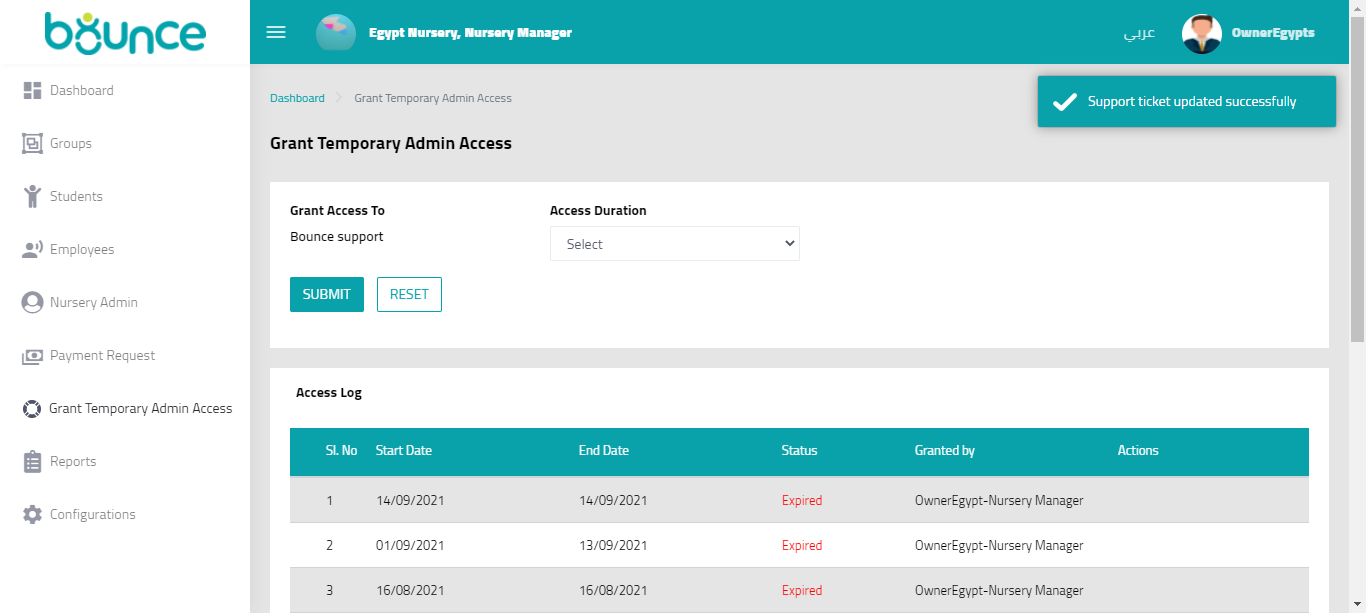 bounce
Egypt Nursery, Nursery Manager
عربي
OwnerEgypts
Dashboard
Groups
Students
Employees
Nursery Admin
Payment Request
Grant Temporary Admin Access
Reports
Configurations
Dashboard > Grant Temporary Admin Access
Support ticket updated successfully
Grant Temporary Admin Access
Grant Access To Access Duration
Bounce support Select
SUBMIT RESET
Access Log
Sl. No Start Date End Date Status Granted by Actions
1 14/09/2021 14/09/2021 Expired OwnerEgypt-Nursery Manager
2 01/09/2021 13/09/2021 Expired OwnerEgypt-Nursery Manager
3 16/08/2021 16/08/2021 Expired OwnerEgypt-Nursery Manager